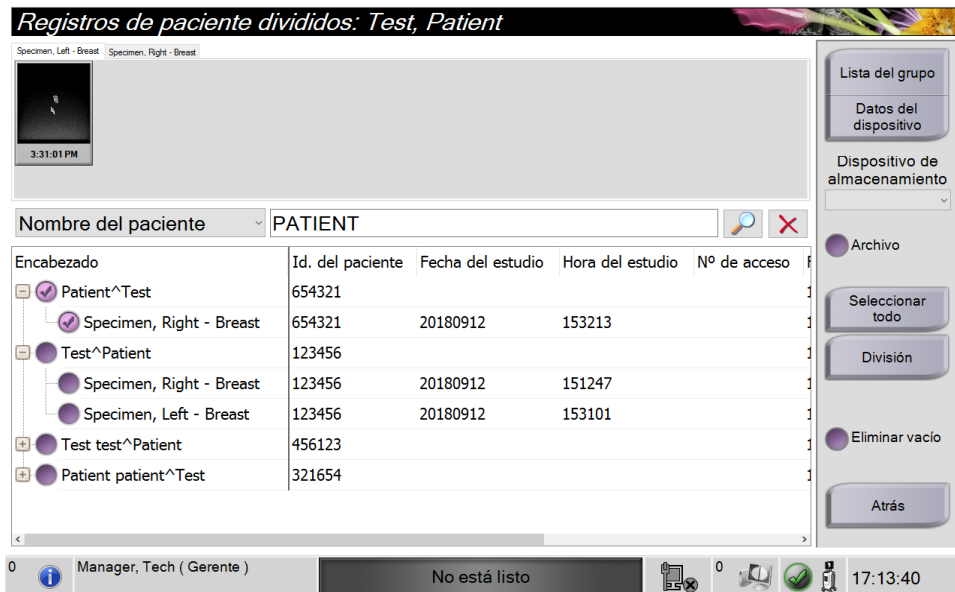 Registros de paciente divididos: Test, Patient
Specimen, Left - Breast Specimen, Right - Breast
3:31:01 PM
Nombre del paciente PATIENT
Encabezado Id. del paciente Fecha del estudio Hora del estudio Nº de acceso
Patient^Test 654321
Specimen, Right - Breast 654321 20180912 153213
Test^Patient 123456
Specimen, Right - Breast 123456 20180912 151247
Specimen, Left - Breast 123456 20180912 153101
Test test^Patient 456123
Patient patient^Test 321654
Lista del grupo
Datos del
dispositivo
Dispositivo de
almacenamiento
Archivo
Seleccionar
todo
División
Eliminar vacío
Atrás
0 Manager, Tech ( Gerente ) No está listo 0 17:13:40